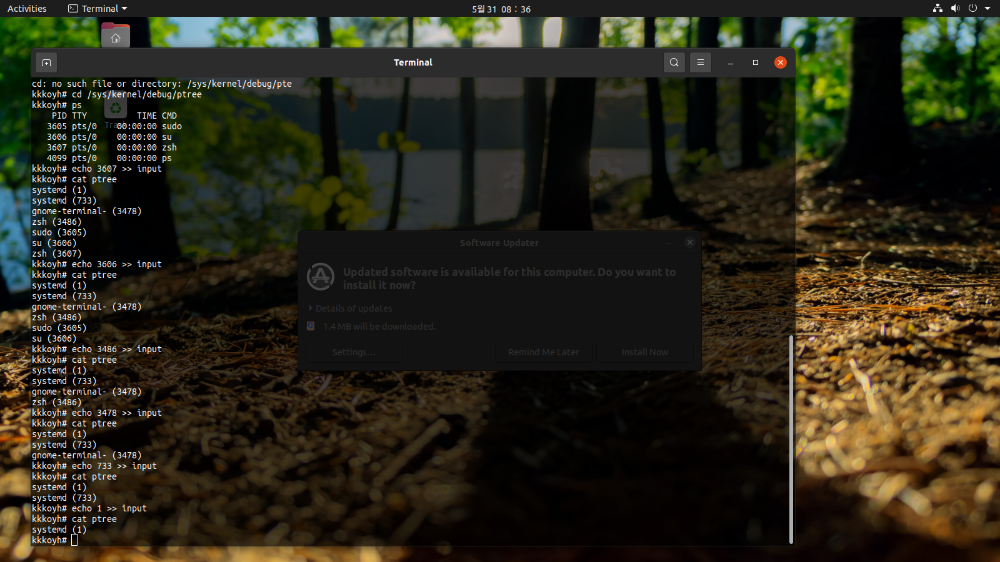 Activities
Terminal
5월 31 08 : 36
Terminal
cd: no such file or directory: /sys/kernel/debug/pte
kkkoyh# cd /sys/kernel/debug/ptree
kkkoyh# ps
PID TTY TIME CMD
3605 pts/0 00:00:00 sudo
3606 pts/0 00:00:00 su
3607 pts/0 00:00:00 zsh
4099 pts/0 00:00:00 ps
kkkoyh# echo 3607 >> input
kkkoyh# cat ptree
systemd (1)
systemd (733)
gnome-terminal- (3478)
zsh (3486)
sudo (3605)
su (3606)
zsh (3607)
kkkoyh# echo 3606 >> input
kkkoyh# cat ptree
systemd (1)
systemd (733)
gnome-terminal- (3478)
zsh (3486)
sudo (3605)
su (3606)
kkkoyh# echo 3486 >> input
kkkoyh# cat ptree
systemd (1)
systemd (733)
gnome-terminal- (3478)
zsh (3486)
kkkoyh# echo 3478 >> input
kkkoyh# cat ptree
systemd (1)
systemd (733)
gnome-terminal- (3478)
kkkoyh# echo 733 >> input
kkkoyh# cat ptree
systemd (1)
systemd (733)
kkkoyh# echo 1 >> input
kkkoyh# cat ptree
systemd (1)
kkkoyh#
Software Updater
Updated software is available for this computer. Do you want to
install it now?
Details of updates
1.4 MB will be downloaded.
Settings…
Remind Me Later
Install Now